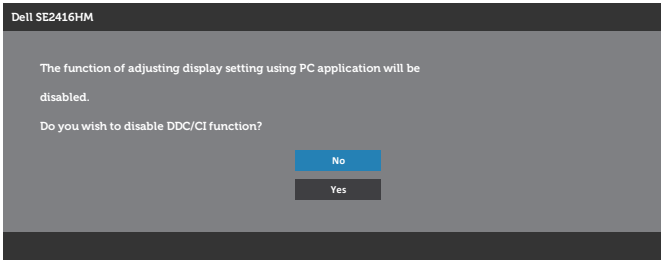 Dell SE2416HM
The function of adjusting display setting using PC application will be
disabled.
Do you wish to disable DDC/CI function?
No
Yes